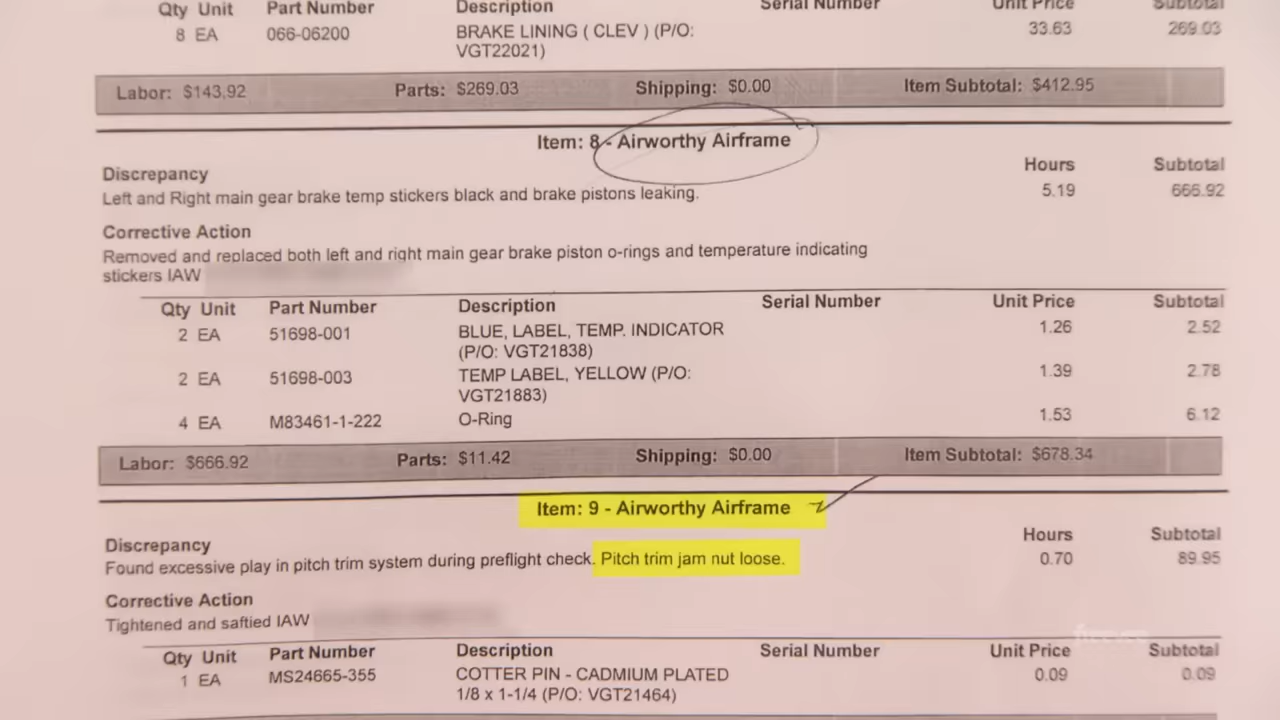 Qty Unit Part Number Description Serial Number Unit Price Subtotal
8 EA 066-06200 BRAKE LINING ( CLEV ) (P/O: 33.63 269.03
VGT22021)
Labor: $143.92 Parts: $269.03 Shipping: $0.00 Item Subtotal: $412.95
Item: 8 - Airworthy Airframe
Discrepancy Hours Subtotal
Left and Right main gear brake temp stickers black and brake pistons leaking. 5.19 666.92
Corrective Action
Removed and replaced both left and right main gear brake piston o-rings and temperature indicating
stickers IAW
Qty Unit Part Number Description Serial Number Unit Price Subtotal
2 EA 51698-001 BLUE, LABEL, TEMP. INDICATOR 1.26 2.52
(P/O: VGT21838)
2 EA 51698-003 TEMP LABEL, YELLOW (P/O: 1.39 2.78
VGT21883)
4 EA M83461-1-222 O-Ring 1.53 6.12
Labor: $666.92 Parts: $11.42 Shipping: $0.00 Item Subtotal: $678.34
Item: 9 - Airworthy Airframe
Discrepancy Hours Subtotal
Found excessive play in pitch trim system during preflight check. Pitch trim jam nut loose. 0.70 89.95
Corrective Action
Tightened and saftied IAW
Qty Unit Part Number Description Serial Number Unit Price Subtotal
1 EA MS24665-355 COTTER PIN - CADMIUM PLATED 0.09 0.09
1/8 x 1-1/4 (P/O: VGT21464)